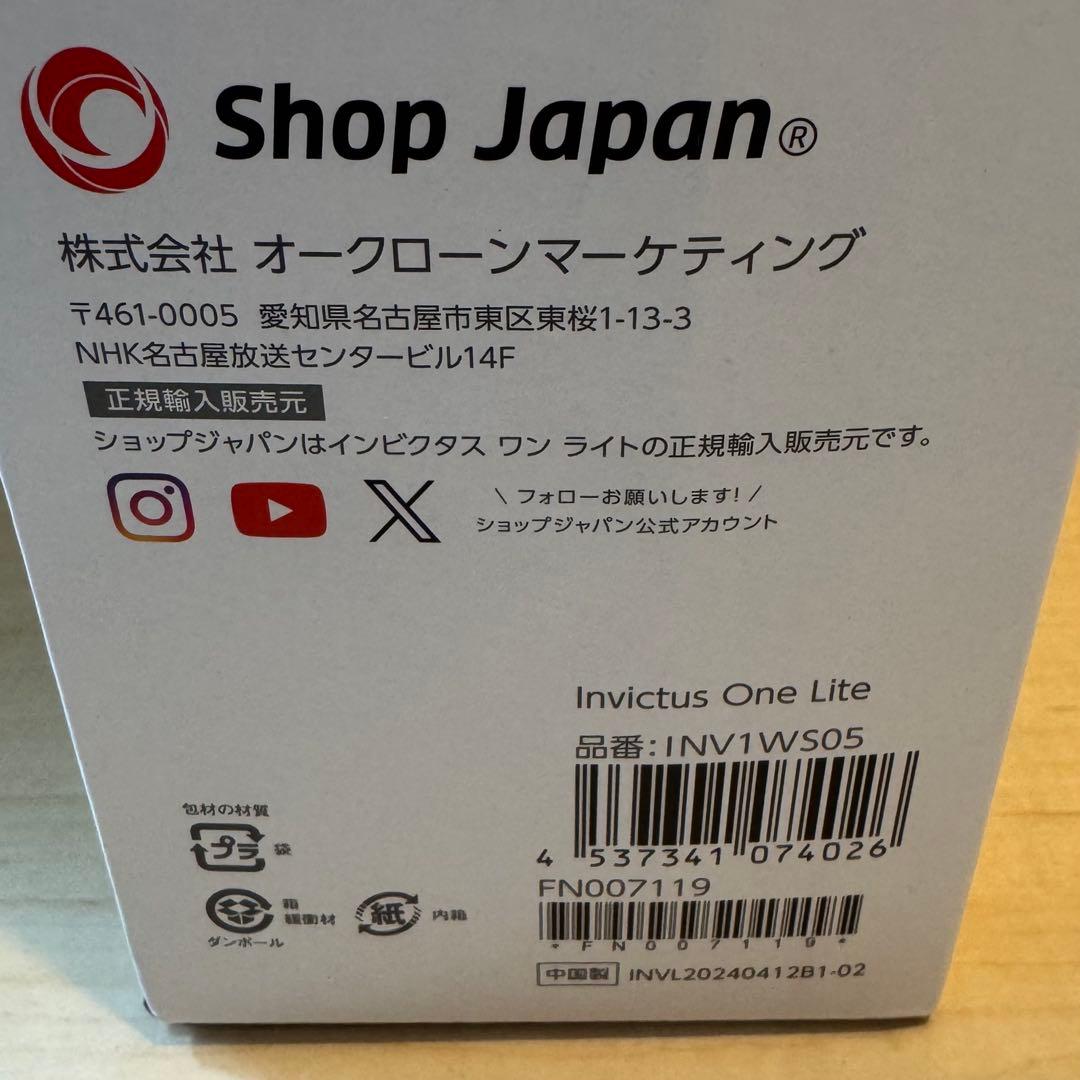 Shop Japan®
株式会社 オークローンマーケティング
〒461-0005 愛知県名古屋市東区東桜1-13-3
NHK名古屋放送センタービル14F
正規輸入販売元
ショップジャパンはインビクタス ワン ライトの正規輸入販売元です。
\ フォローお願いします! /
ショップジャパン公式アカウント
Invictus One Lite
品番:INV1WS05
4 537341 074026
FN007119
*FN007119*
中国製 INVL20240412B1-02
包材の材質
プラ 袋
箱
緩衝材
ダンボール
紙 内箱